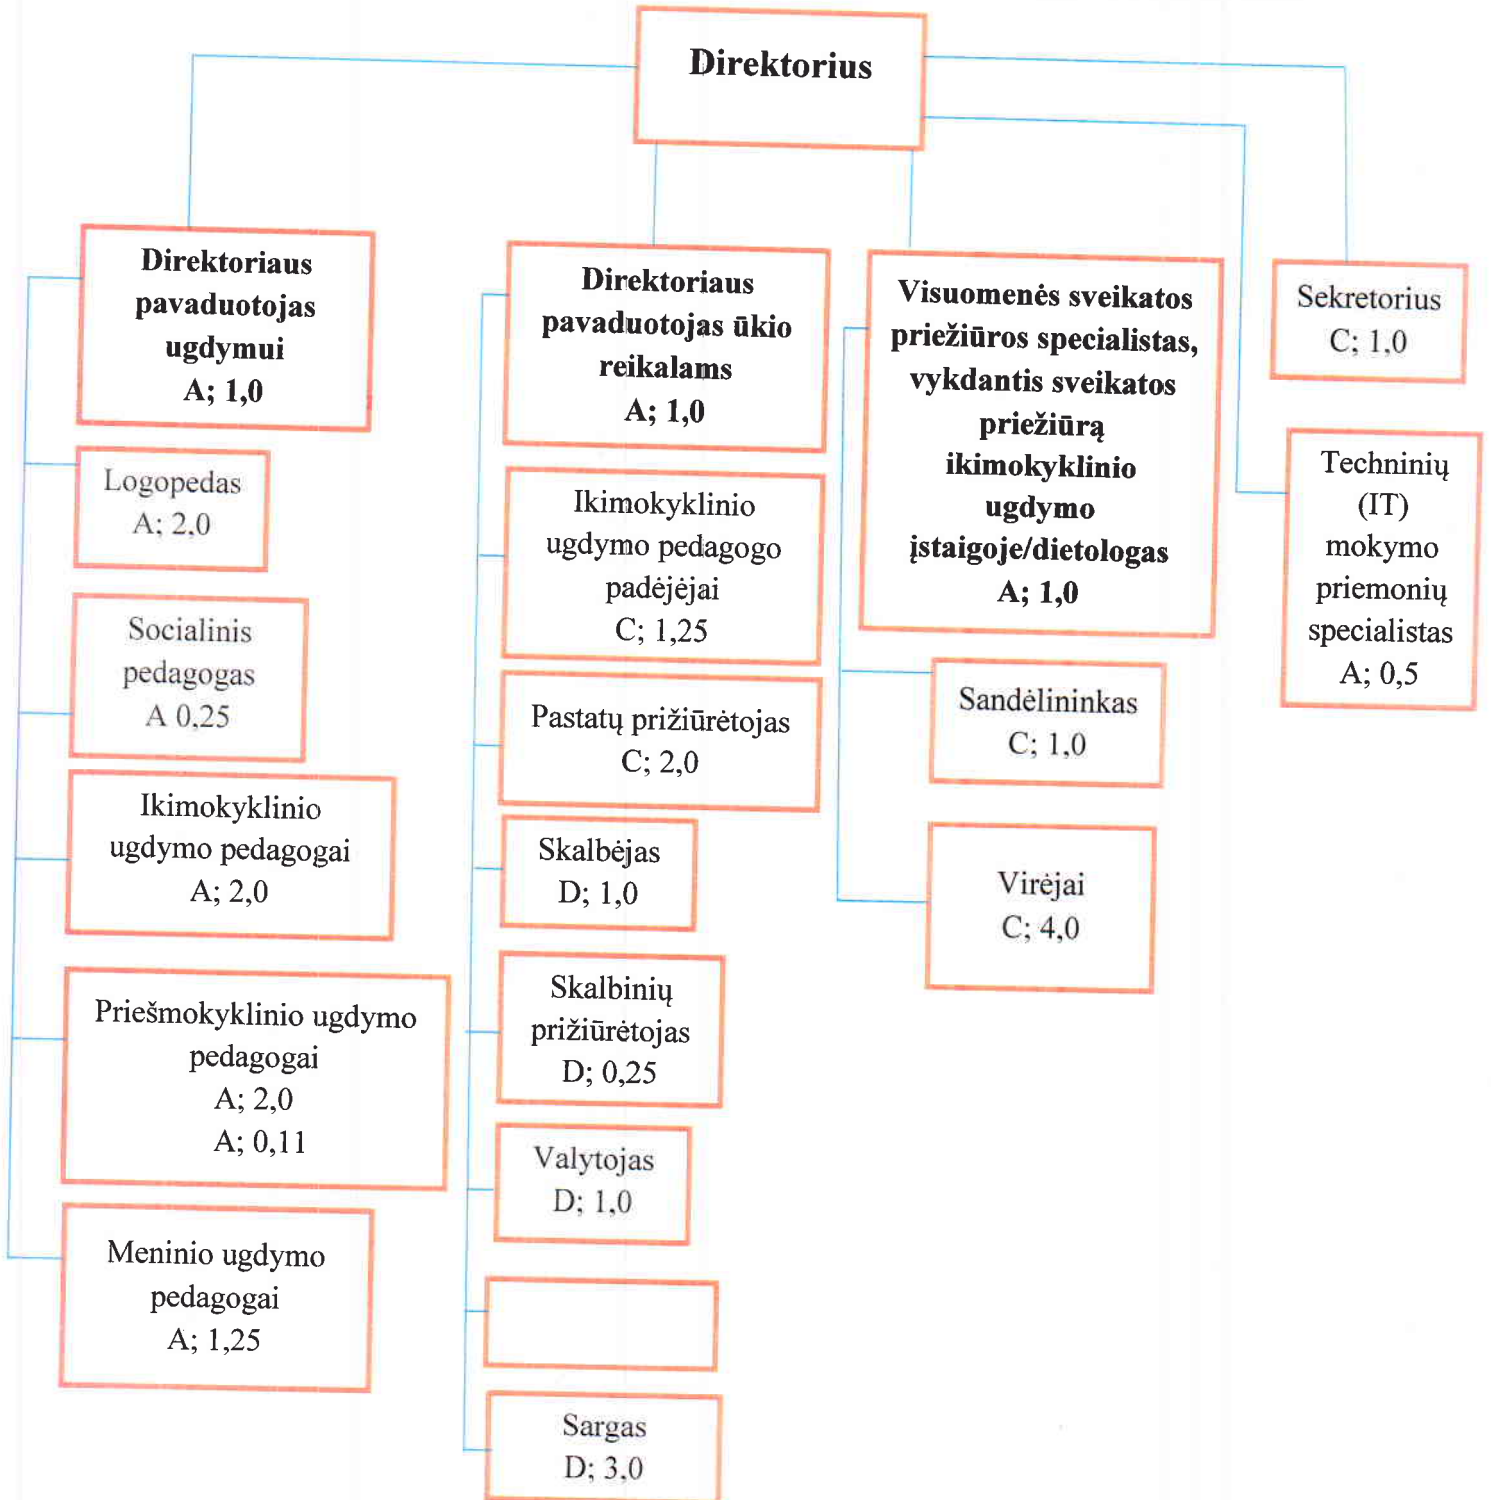 Direktorius
Direktoriaus
pavaduotojas
ugdymui
A; 1,0
Logopedas
A; 2,0
Socialinis
pedagogas
A 0,25
Ikimokyklinio
ugdymo pedagogai
A; 2,0
Priešmokyklinio ugdymo
pedagogai
A; 2,0
A; 0,11
Meninio ugdymo
pedagogai
A; 1,25
Direktoriaus
pavaduotojas ūkio
reikalams
A; 1,0
Ikimokyklinio
ugdymo pedagogo
padėjėjai
C; 1,25
Pastatų prižiūrėtojas
C; 2,0
Skalbėjas
D; 1,0
Skalbinių
prižiūrėtojas
D; 0,25
Valytojas
D; 1,0
Sargas
D; 3,0
Visuomenės sveikatos
priežiūros specialistas,
vykdantis sveikatos
priežiūrą
ikimokyklinio
ugdymo
įstaigoje/dietologas
A; 1,0
Sandėlininkas
C; 1,0
Virėjai
C; 4,0
Sekretorius
C; 1,0
Techninių
(IT)
mokymo
priemonių
specialistas
A; 0,5